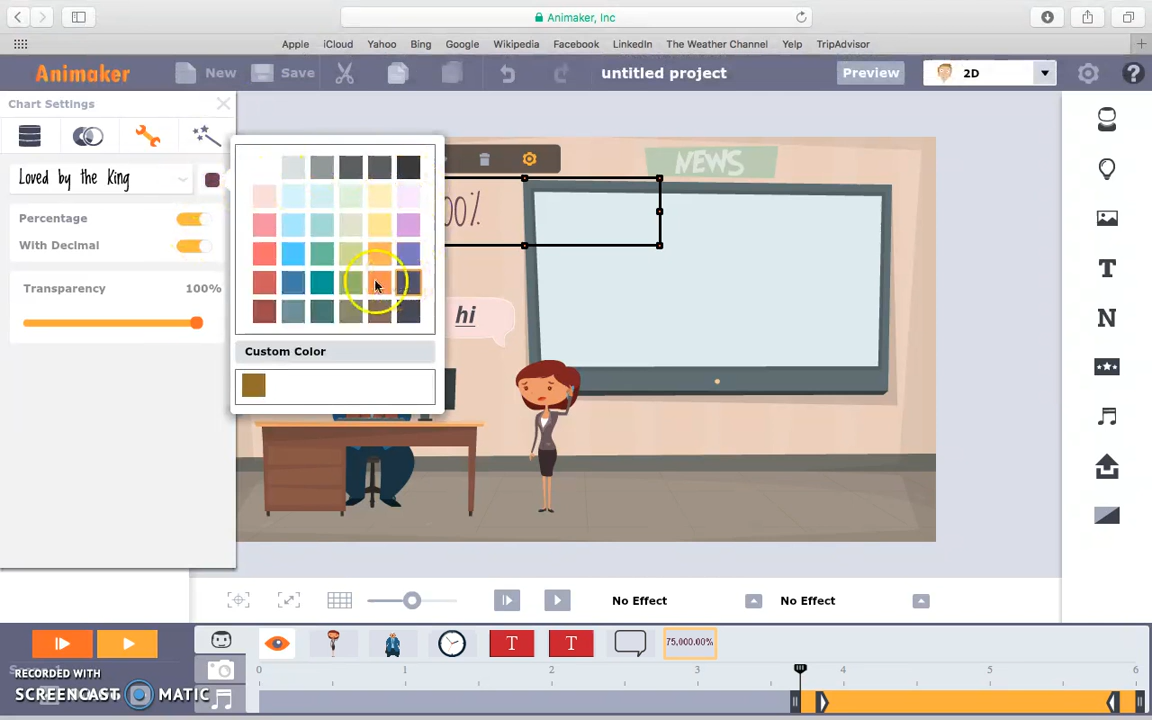 Animaker, Inc
Apple iCloud Yahoo Bing Google Wikipedia Facebook LinkedIn The Weather Channel Yelp TripAdvisor
Animaker New Save untitled project Preview 2D ?
Chart Settings
Loved by the King
Percentage
With Decimal
Transparency 100%
Custom Color
00%
NEWS
hi
T
N
No Effect No Effect
T T 75,000.00%
0 1 2 3 4 5 6
RECORDED WITH
SCREENCAST MATIC